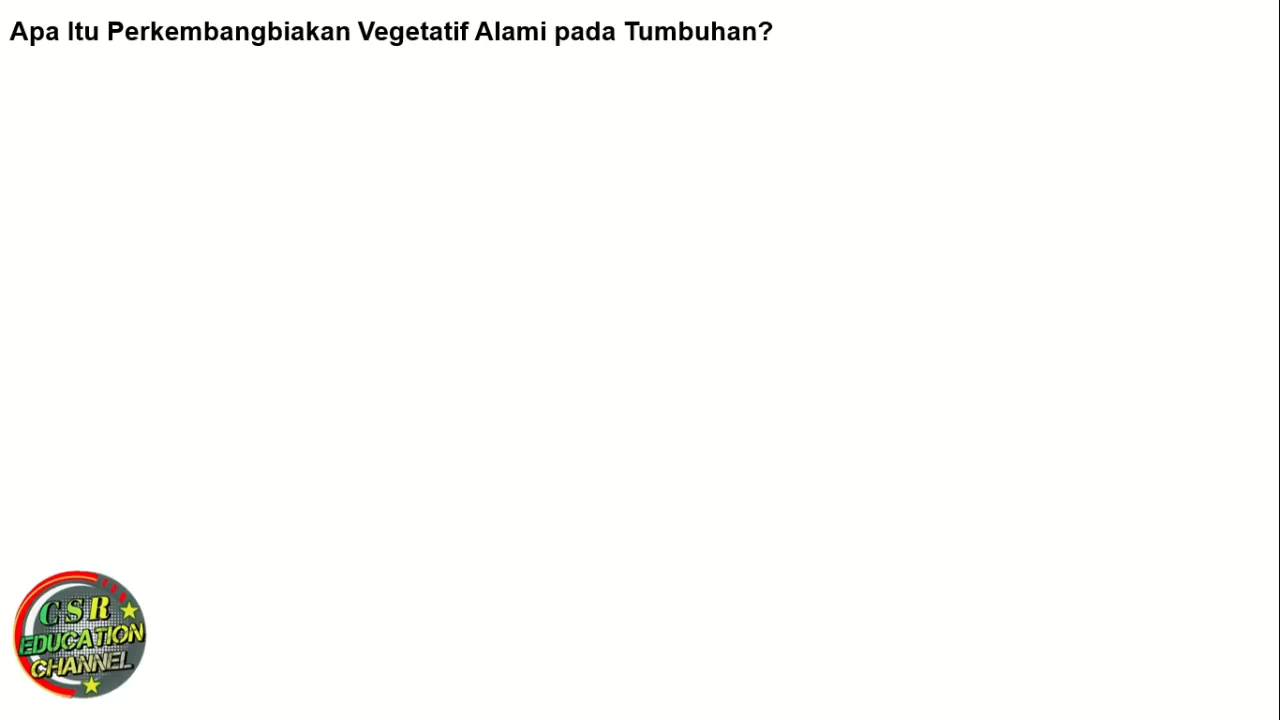 Apa Itu Perkembangbiakan Vegetatif Alami pada Tumbuhan?
CSR
EDUCATION
CHANNEL